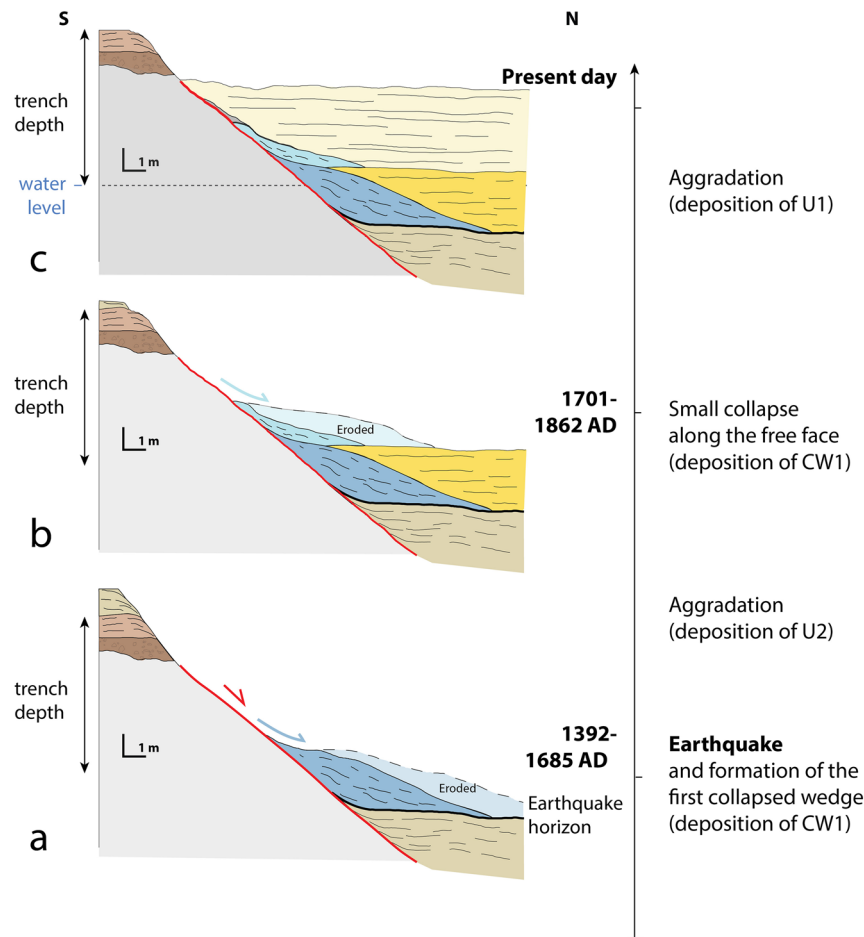 S
N
Present day
trench
depth
1 m
water
level
Aggradation
(deposition of U1)
c
trench
depth
1701-
1862 AD
Eroded
Small collapse
along the free face
(deposition of CW1)
1 m
b
Aggradation
(deposition of U2)
trench
depth
1392-
1685 AD
Earthquake
and formation of the
first collapsed wedge
(deposition of CW1)
1 m
Eroded
Earthquake
horizon
a